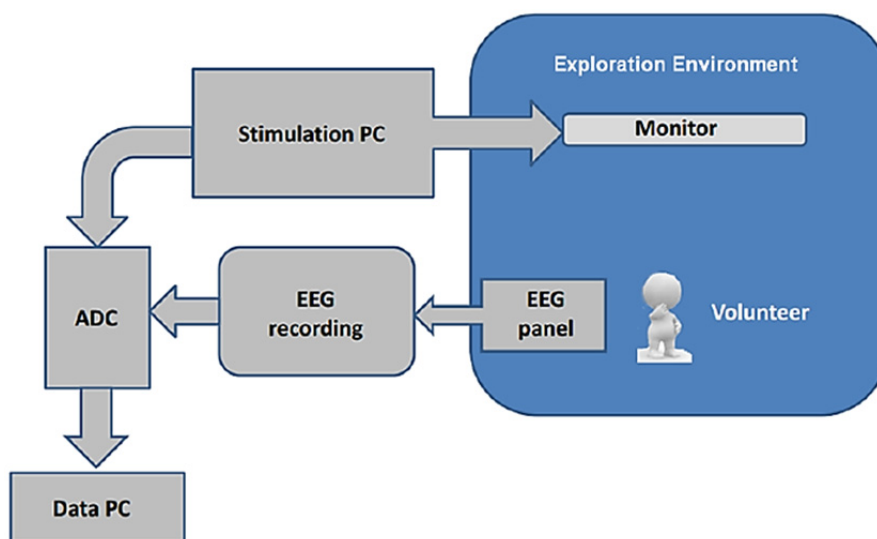 Exploration Environment
Stimulation PC
Monitor
ADC
EEG
recording
EEG
panel
Volunteer
Data PC